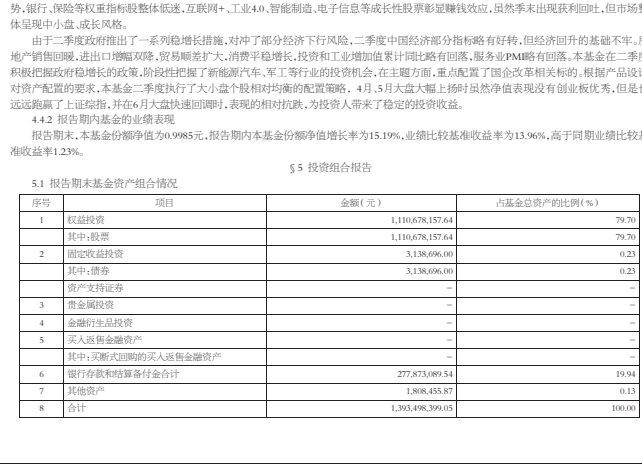 势,银行、保险等权重指标股整体低迷,互联网+、工业4.0、智能制造、电子信息等成长性股票彰显赚钱效应,虽然季末出现获利回吐,但市场整
体呈现中小盘、成长风格。
由于二季度政府推出了一系列稳增长措施,对冲了部分经济下行风险,二季度中国经济部分指标略有好转,但经济回升的基础不牢。房
地产销售回暖,进出口增幅双降,贸易顺差扩大,消费平稳增长,投资和工业增加值累计同比略有回落,服务业PMI略有回落。本基金在二季度
积极把握政府稳增长的政策,阶段性把握了新能源汽车、军工等行业的投资机会,在主题方面,重点配置了国企改革相关标的。根据产品设计
对资产配置的要求,本基金二季度执行了大小盘个股相对均衡的配置策略, 4月、5月大盘大幅上扬时虽然净值表现没有创业板优秀,但是也
远远跑赢了上证综指,并在6月大盘快速回调时,表现的相对抗跌,为投资人带来了稳定的投资收益。
4.4.2 报告期内基金的业绩表现
报告期末,本基金份额净值为0.9985元,报告期内本基金份额净值增长率为15.19%,业绩比较基准收益率为13.96%,高于同期业绩比较基
准收益率1.23%。
§5 投资组合报告
5.1 报告期末基金资产组合情况
序号 项目 金额(元) 占基金总资产的比例(%)
1 权益投资 1,110,678,157.64 79.70
其中:股票 1,110,678,157.64 79.70
2 固定收益投资 3,138,696.00 0.23
其中:债券 3,138,696.00 0.23
资产支持证券 – –
3 贵金属投资 – –
4 金融衍生品投资 – –
5 买入返售金融资产 – –
其中:买断式回购的买入返售金融资产 – –
6 银行存款和结算备付金合计 277,873,089.54 19.94
7 其他资产 1,808,455.87 0.13
8 合计 1,393,498,399.05 100.00